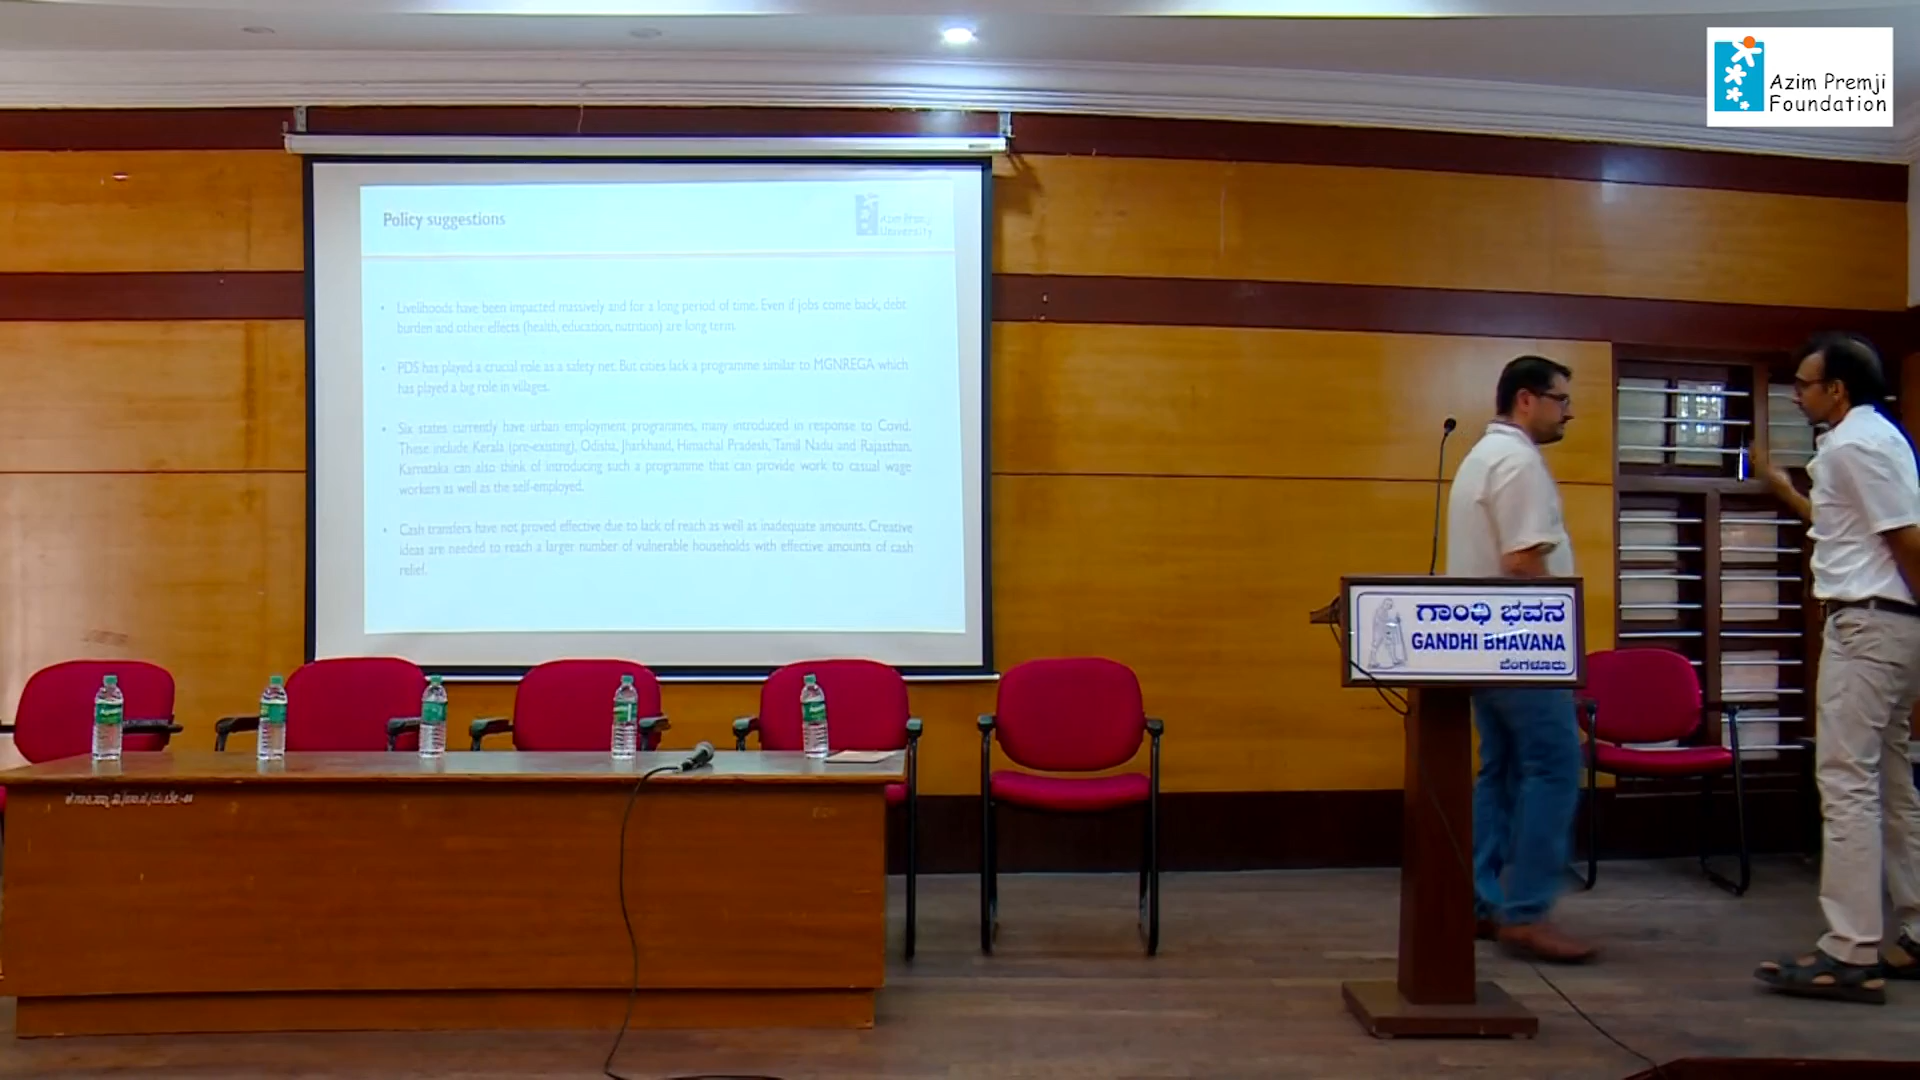 Azim Premji
Foundation
Policy suggestions
Azim Premji
University
• Livelihoods have been impacted massively and for a long period of time. Even if jobs come back, debt
burden and other effects (health, education, nutrition) are long term.
• PDS has played a crucial role as a safety net. But cities lack a programme similar to MGNREGA which
has played a big role in villages.
• Six states currently have urban employment programmes, many introduced in response to Covid.
These include Kerala (pre-existing), Odisha, Jharkhand, Himachal Pradesh, Tamil Nadu and Rajasthan.
Karnataka can also think of introducing such a programme that can provide work to casual wage
workers as well as the self-employed.
• Cash transfers have not proved effective due to lack of reach as well as inadequate amounts. Creative
ideas are needed to reach a larger number of vulnerable households with effective amounts of cash
relief.
ಗಾಂಧಿ ಭವನ
GANDHI BHAVANA
ಬೆಂಗಳೂರು